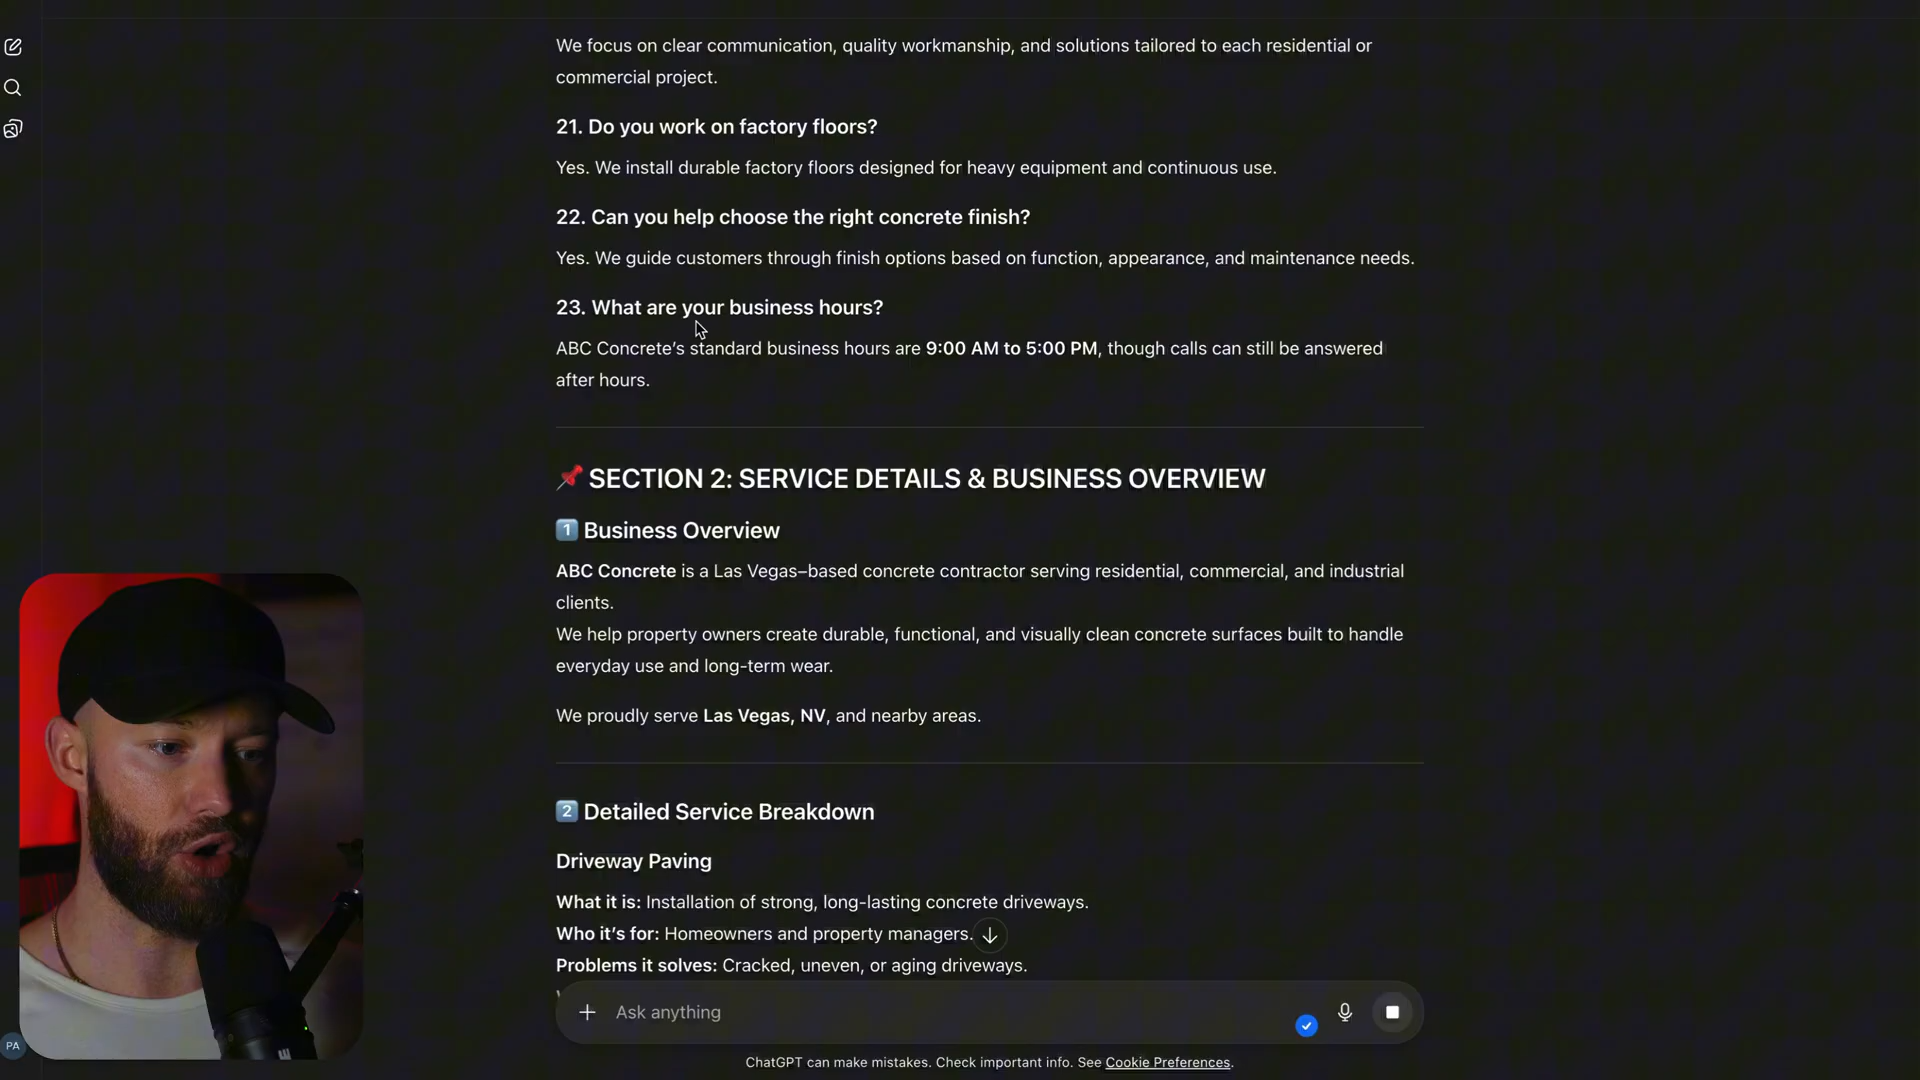 We focus on clear communication, quality workmanship, and solutions tailored to each residential or
commercial project.
21. Do you work on factory floors?
Yes. We install durable factory floors designed for heavy equipment and continuous use.
22. Can you help choose the right concrete finish?
Yes. We guide customers through finish options based on function, appearance, and maintenance needs.
23. What are your business hours?
ABC Concrete’s standard business hours are 9:00 AM to 5:00 PM, though calls can still be answered
after hours.
📌 SECTION 2: SERVICE DETAILS & BUSINESS OVERVIEW
1️⃣ Business Overview
ABC Concrete is a Las Vegas–based concrete contractor serving residential, commercial, and industrial
clients.
We help property owners create durable, functional, and visually clean concrete surfaces built to handle
everyday use and long-term wear.
We proudly serve Las Vegas, NV, and nearby areas.
2️⃣ Detailed Service Breakdown
Driveway Paving
What it is: Installation of strong, long-lasting concrete driveways.
Who it’s for: Homeowners and property managers.
Problems it solves: Cracked, uneven, or aging driveways.
Ask anything
PA
ChatGPT can make mistakes. Check important info. See Cookie Preferences.